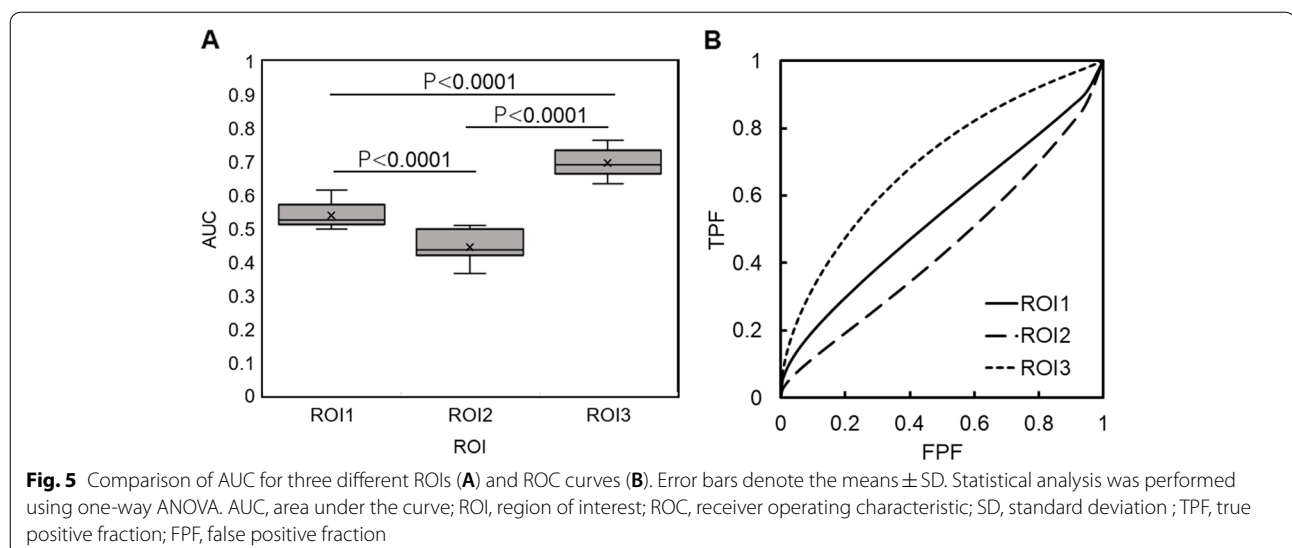 A
B
1
0.9
0.8
0.7
0.6
0.5
0.4
0.3
0.2
0.1
0
AUC
P<0.0001
P<0.0001
P<0.0001
ROI1 ROI2 ROI3
ROI
1
0.8
0.6
0.4
0.2
0
TPF
ROI1
ROI2
ROI3
0 0.2 0.4 0.6 0.8 1
FPF
Fig. 5 Comparison of AUC for three different ROIs (A) and ROC curves (B). Error bars denote the means ± SD. Statistical analysis was performed
using one-way ANOVA. AUC, area under the curve; ROI, region of interest; ROC, receiver operating characteristic; SD, standard deviation ; TPF, true
positive fraction; FPF, false positive fraction